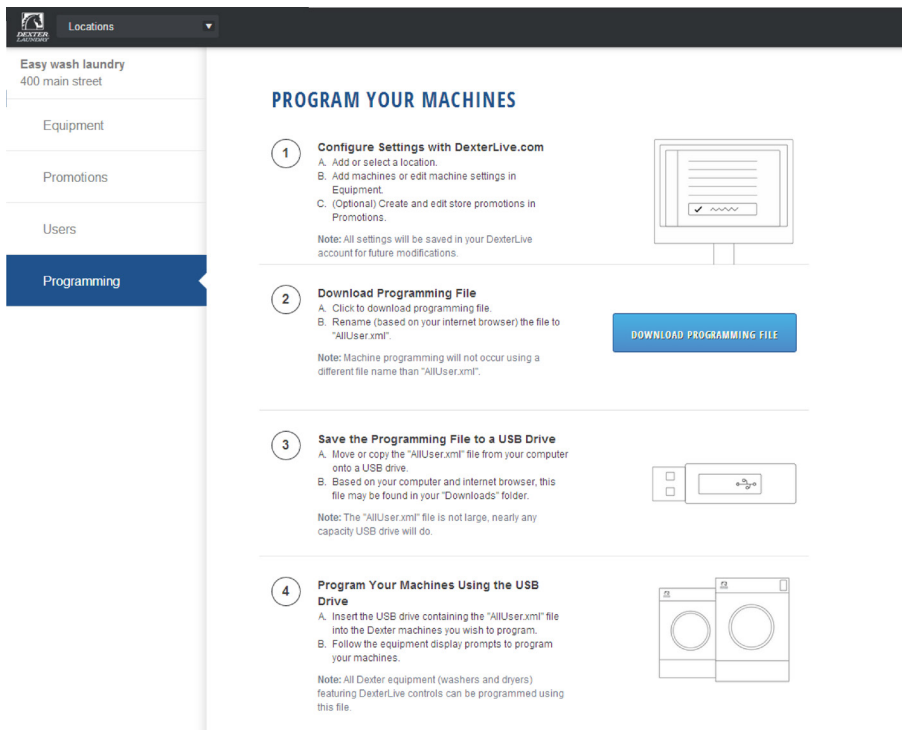 DEXTER
LAUNDRY
Locations
Easy wash laundry
400 main street
Equipment
Promotions
Users
Programming
PROGRAM YOUR MACHINES
1
Configure Settings with DexterLive.com
A. Add or select a location.
B. Add machines or edit machine settings in
Equipment.
C. (Optional) Create and edit store promotions in
Promotions.
Note: All settings will be saved in your DexterLive
account for future modifications.
2
Download Programming File
A. Click to download programming file.
B. Rename (based on your internet browser) the file to
"AllUser.xml".
Note: Machine programming will not occur using a
different file name than "AllUser.xml".
DOWNLOAD PROGRAMMING FILE
3
Save the Programming File to a USB Drive
A. Move or copy the "AllUser.xml" file from your computer
onto a USB drive.
B. Based on your computer and internet browser, this
file may be found in your "Downloads" folder.
Note: The "AllUser.xml" file is not large, nearly any
capacity USB drive will do.
4
Program Your Machines Using the USB
Drive
A. Insert the USB drive containing the "AllUser.xml" file
into the Dexter machines you wish to program.
B. Follow the equipment display prompts to program
your machines.
Note: All Dexter equipment (washers and dryers)
featuring DexterLive controls can be programmed using
this file.